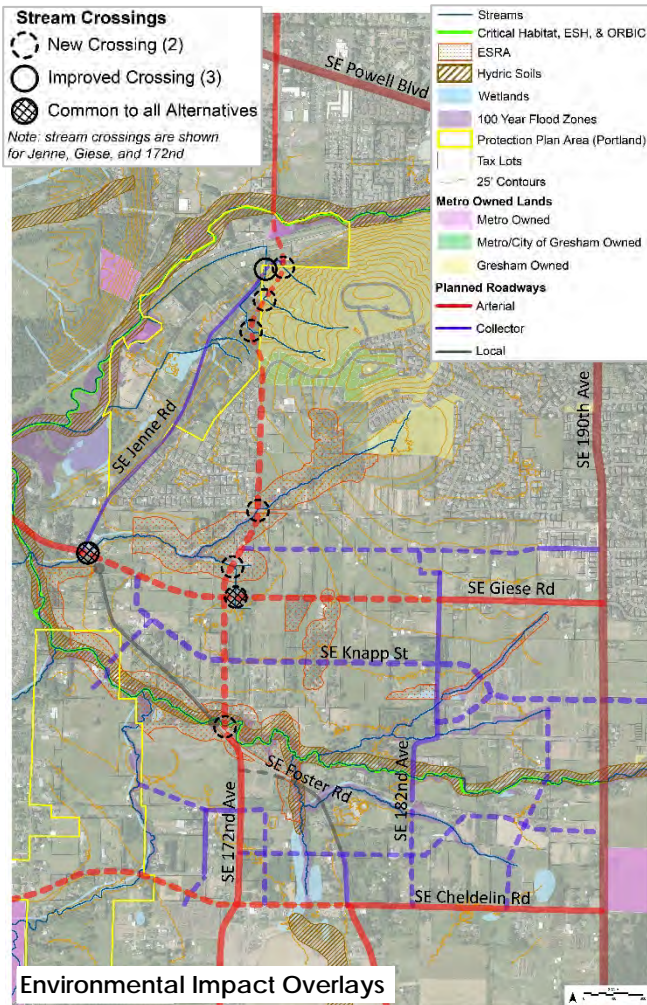 Stream Crossings
New Crossing (2)
Improved Crossing (3)
Common to all Alternatives
Note: stream crossings are shown
for Jenne, Giese, and 172nd
Streams
Critical Habitat, ESH, & ORBIC
ESRA
Hydric Soils
Wetlands
100 Year Flood Zones
Protection Plan Area (Portland)
Tax Lots
25' Contours
Metro Owned Lands
Metro Owned
Metro/City of Gresham Owned
Gresham Owned
Planned Roadways
Arterial
Collector
Local
SE Powell Blvd
SE Jenne Rd
SE 190th Ave
SE Giese Rd
SE Knapp St
SE Foster Rd
SE 172nd Ave
SE 182nd Ave
SE Cheldelin Rd
Environmental Impact Overlays